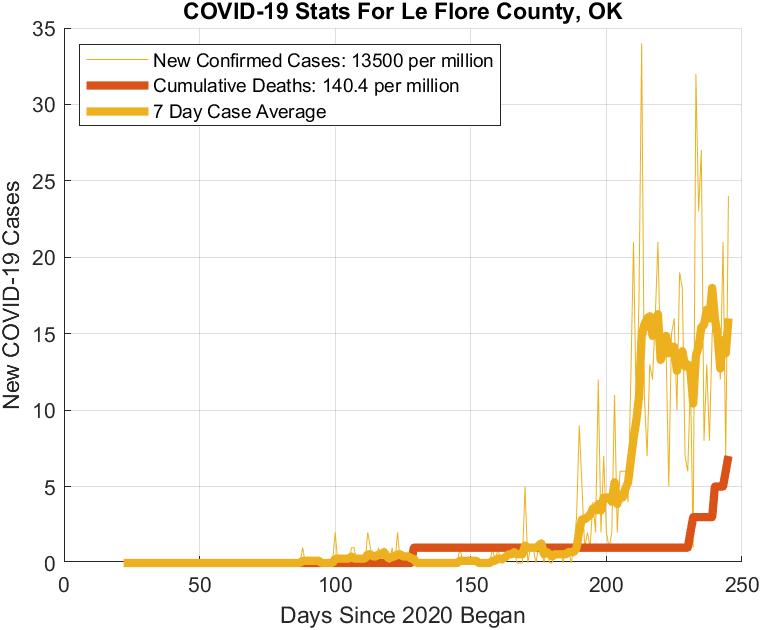 COVID-19 Stats For Le Flore County, OK
35
New Confirmed Cases: 13500 per million
Cumulative Deaths: 140.4 per million
7 Day Case Average
30
25
20
15
10
5
0
New COVID-19 Cases
0 50 100 150 200 250
Days Since 2020 Began